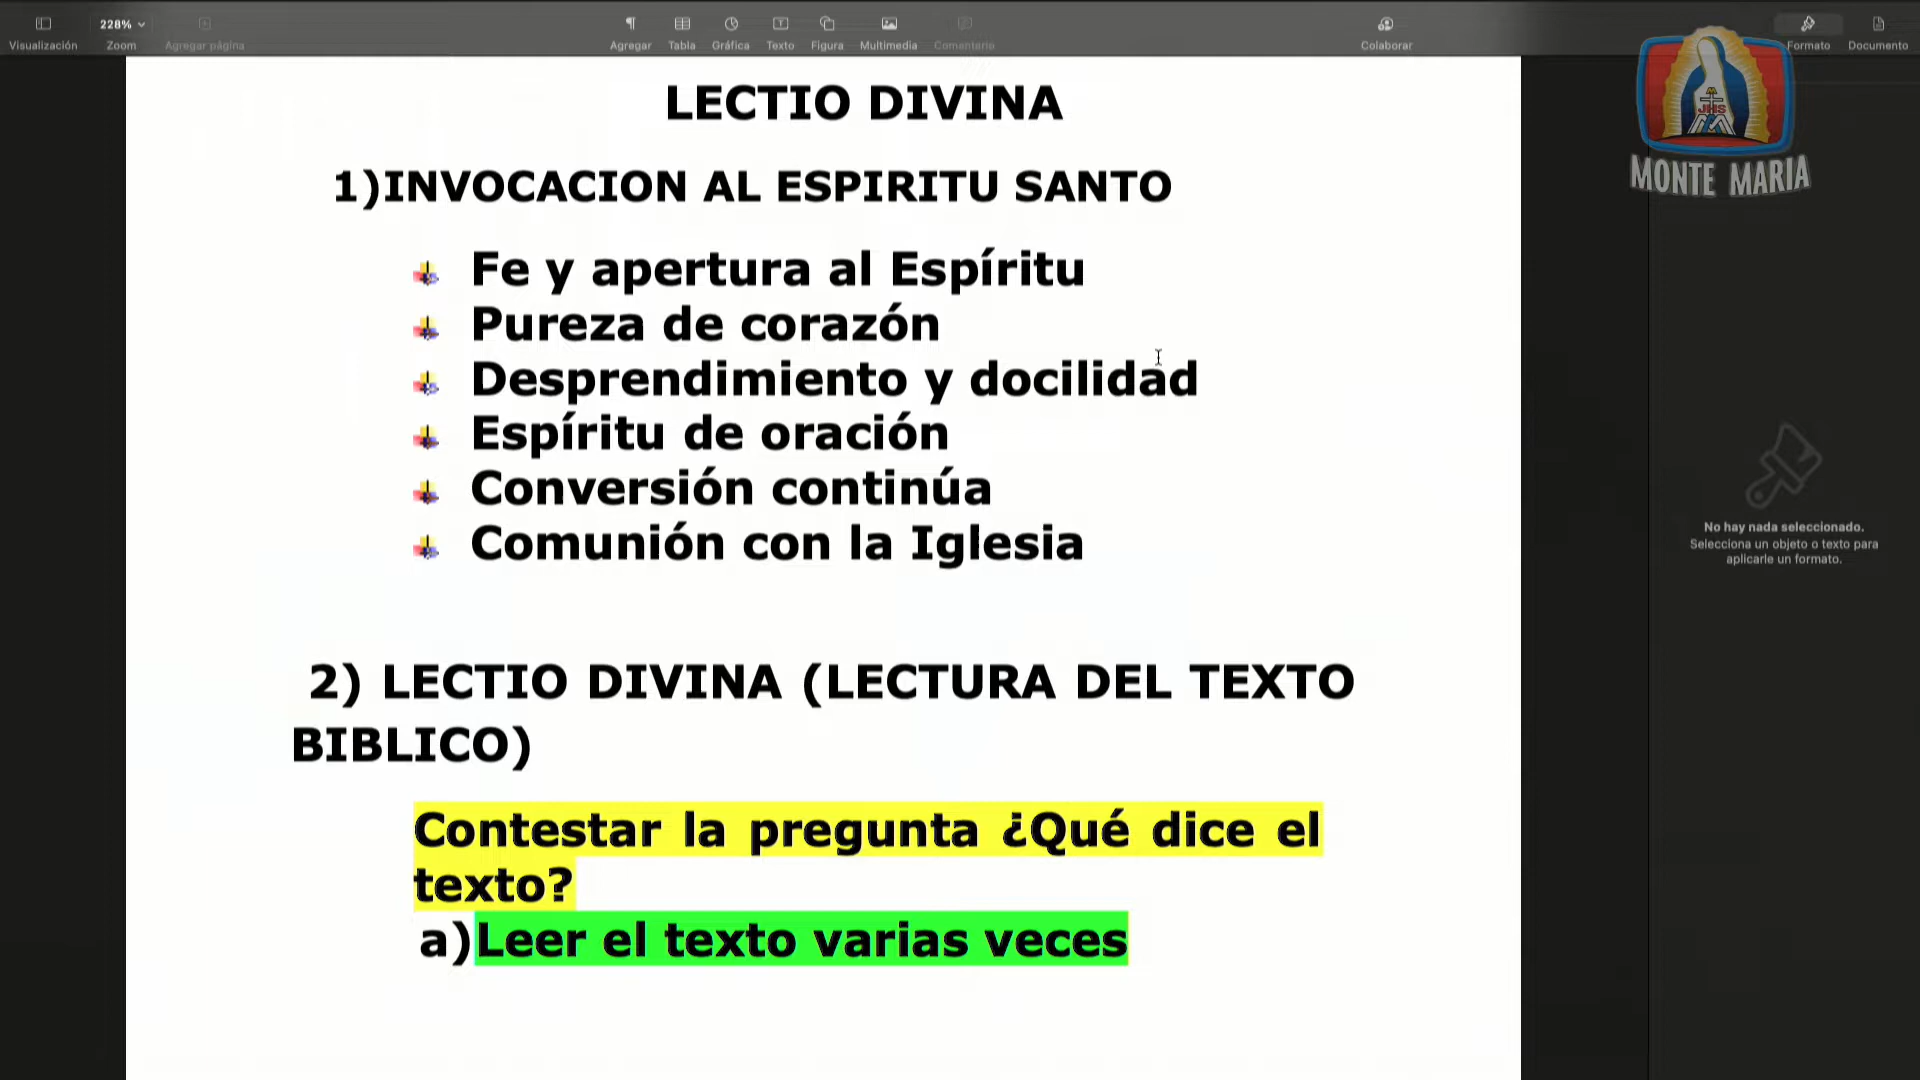 228%
Visualización
Zoom
Agregar página
Agregar
Tabla
Gráfica
Texto
Figura
Multimedia
Comentario
Colaborar
Formato
Documento
JHS
MONTE MARIA
LECTIO DIVINA
1)INVOCACION AL ESPIRITU SANTO
Fe y apertura al Espíritu
Pureza de corazón
Desprendimiento y docilidad
Espíritu de oración
Conversión continúa
Comunión con la Iglesia
2) LECTIO DIVINA (LECTURA DEL TEXTO
BIBLICO)
Contestar la pregunta ¿Qué dice el
texto?
a)Leer el texto varias veces
No hay nada seleccionado.
Selecciona un objeto o texto para
aplicarle un formato.